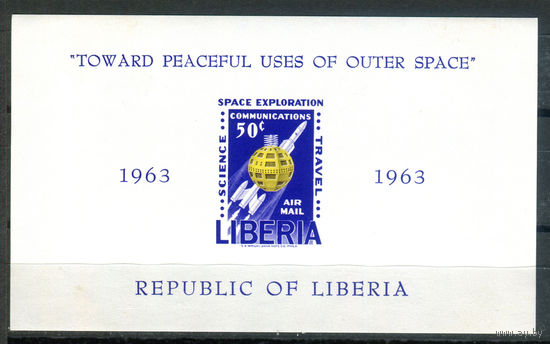 "TOWARD PEACEFUL USES OF OUTER SPACE"
SPACE EXPLORATION
COMMUNICATIONS
50¢
SCIENCE
TRAVEL
AIR
MAIL
LIBERIA
1963
1963
REPUBLIC OF LIBERIA